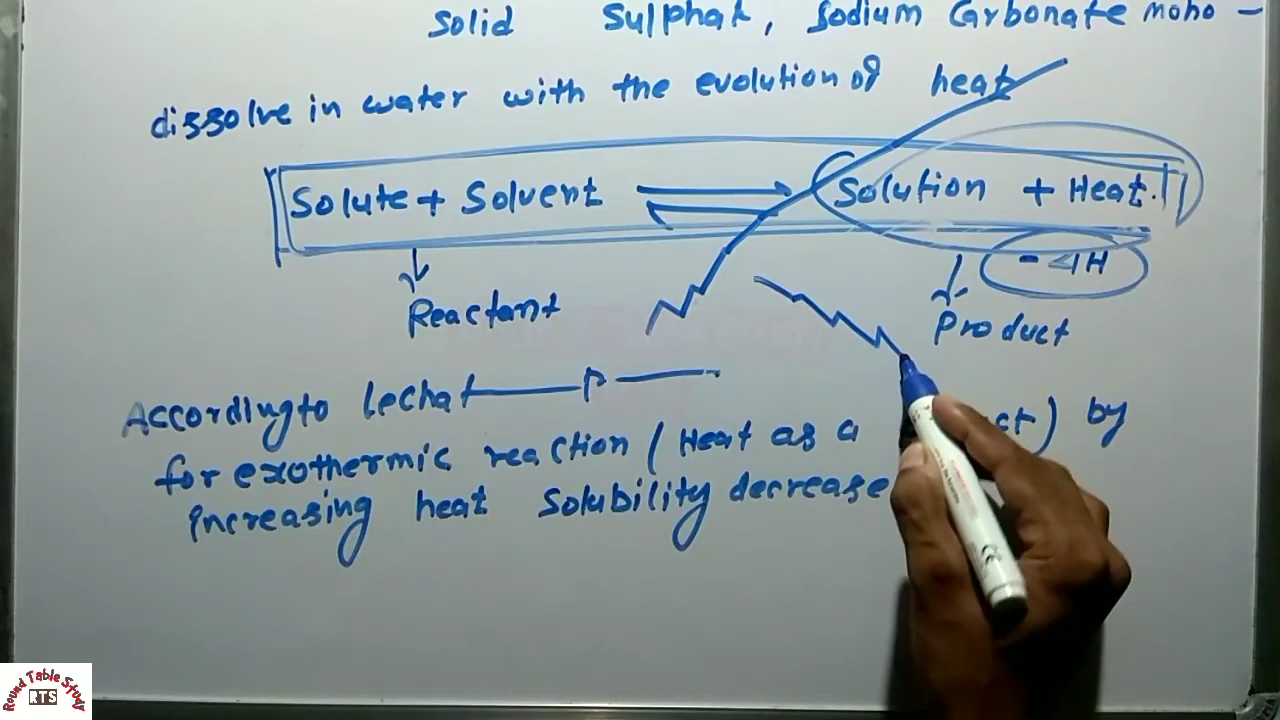 Solid Sulphat, Sodium Carbonate mono -
dissolve in water with the evolution of heat
Solute + Solvent ⇌ Solution + Heat.
- ΔH
Reactant
Product
According to lechat P
for exothermic reaction ( Heat as a ct ) by
increasing heat Solubility decrease
Round Table Study
RTS